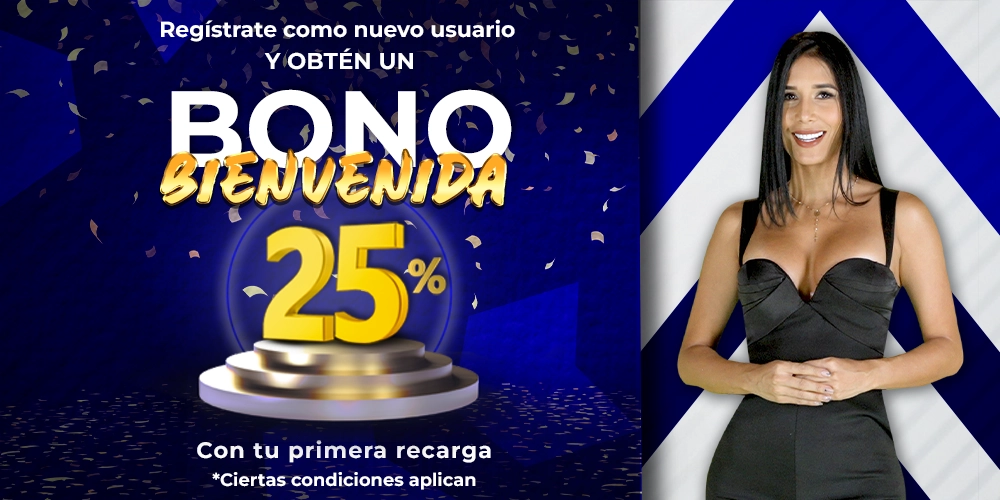 Regístrate como nuevo usuario
Y OBTÉN UN
BONO
BIENVENIDA
25%
Con tu primera recarga
*Ciertas condiciones aplican